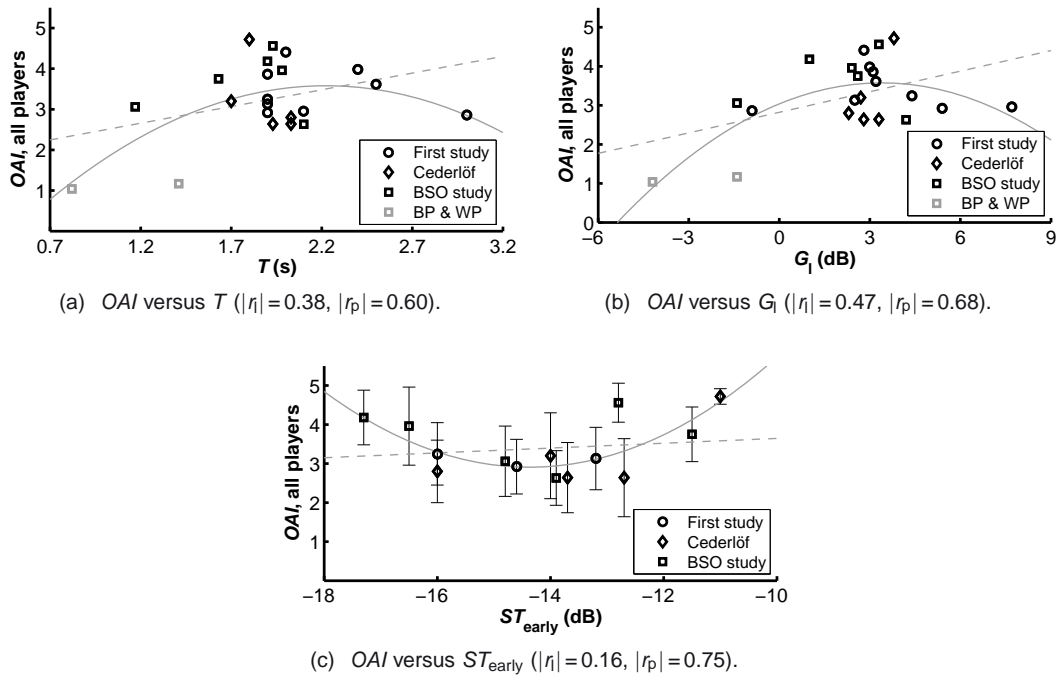 5
4
3
2
1
OAI, all players
0.7 1.2 1.7 2.2 2.7 3.2
T (s)
First study
Cederlöf
BSO study
BP & WP
(a) OAI versus T (|rl| = 0.38, |rp| = 0.60).
5
4
3
2
1
0
OAI, all players
−6 −3 0 3 6 9
Gl (dB)
First study
Cederlöf
BSO study
BP & WP
(b) OAI versus Gl (|rl| = 0.47, |rp| = 0.68).
5
4
3
2
1
OAI, all players
−18 −16 −14 −12 −10
STearly (dB)
First study
Cederlöf
BSO study
(c) OAI versus STearly (|rl| = 0.16, |rp| = 0.75).